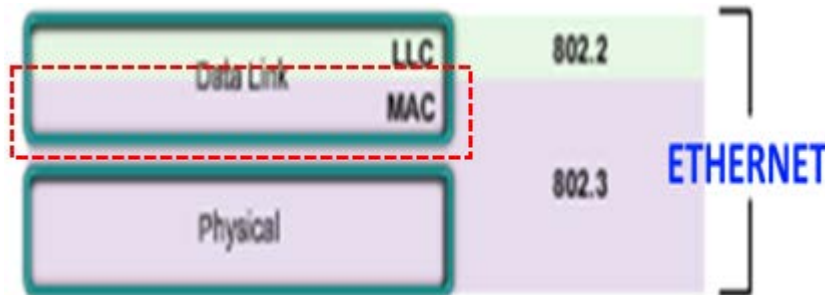 LLC
802.2
Data Link
MAC
ETHERNET
802.3
Physical